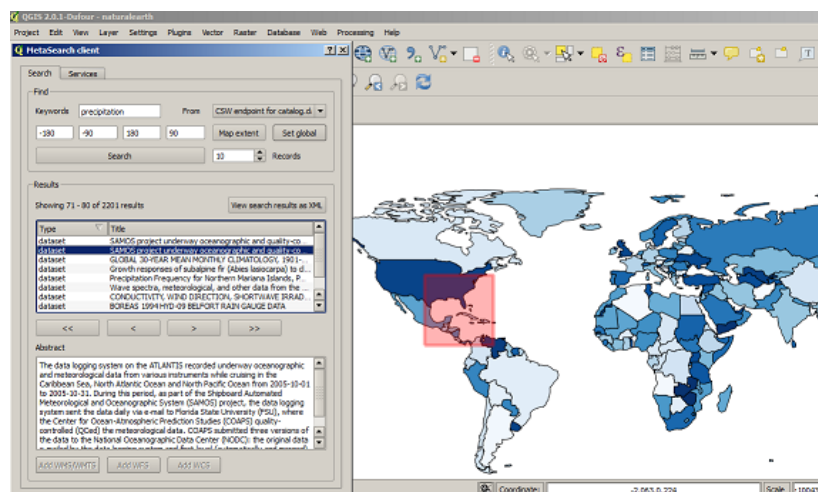 QGIS 2.0.1-Dufour - naturalearth
Project Edit View Layer Settings Plugins Vector Raster Database Web Processing Help
MetaSearch client
Search Services
Find
Keywords precipitation From CSW endpoint for catalog.d
-180 -90 180 90 Map extent Set global
Search 10 Records
Results
Showing 71 - 80 of 2201 results View search results as XML
Type Title
dataset SAMOS project underway oceanographic and quality-co
dataset SAMOS project underway oceanographic and quality-co
dataset GLOBAL 30-YEAR MEAN MONTHLY CLIMATOLOGY, 1901-...
dataset Growth responses of subalpine fir (Abies lasiocarpa) to d...
dataset Precipitation Frequency for Northern Mariana Islands, P...
dataset Wave spectra, meteorological, and other data from the ...
dataset CONDUCTIVITY, WIND DIRECTION, SHORTWAVE IRRAD...
dataset BOREAS 1994 HYD-09 BELFORT RAIN GAUGE DATA
<< < > >>
Abstract
The data logging system on the ATLANTIS recorded underway oceanographic
and meteorological data from various instruments while cruising in the
Caribbean Sea, North Atlantic Ocean and North Pacific Ocean from 2005-10-01
to 2005-10-31. During this period, as part of the Shipboard Automated
Meteorological and Oceanographic System (SAMOS) project, the data logging
system sent the data daily via e-mail to Florida State University (FSU), where
the Center for Ocean-Atmospheric Prediction Studies (COAPS) quality-
controlled (QCed) the meteorological data. COAPS submitted three versions of
the data to the National Oceanographic Data Center (NODC): the original data
Add WMS/WMTS Add WFS Add WCS
Coordinate: -2.063,0.224 Scale